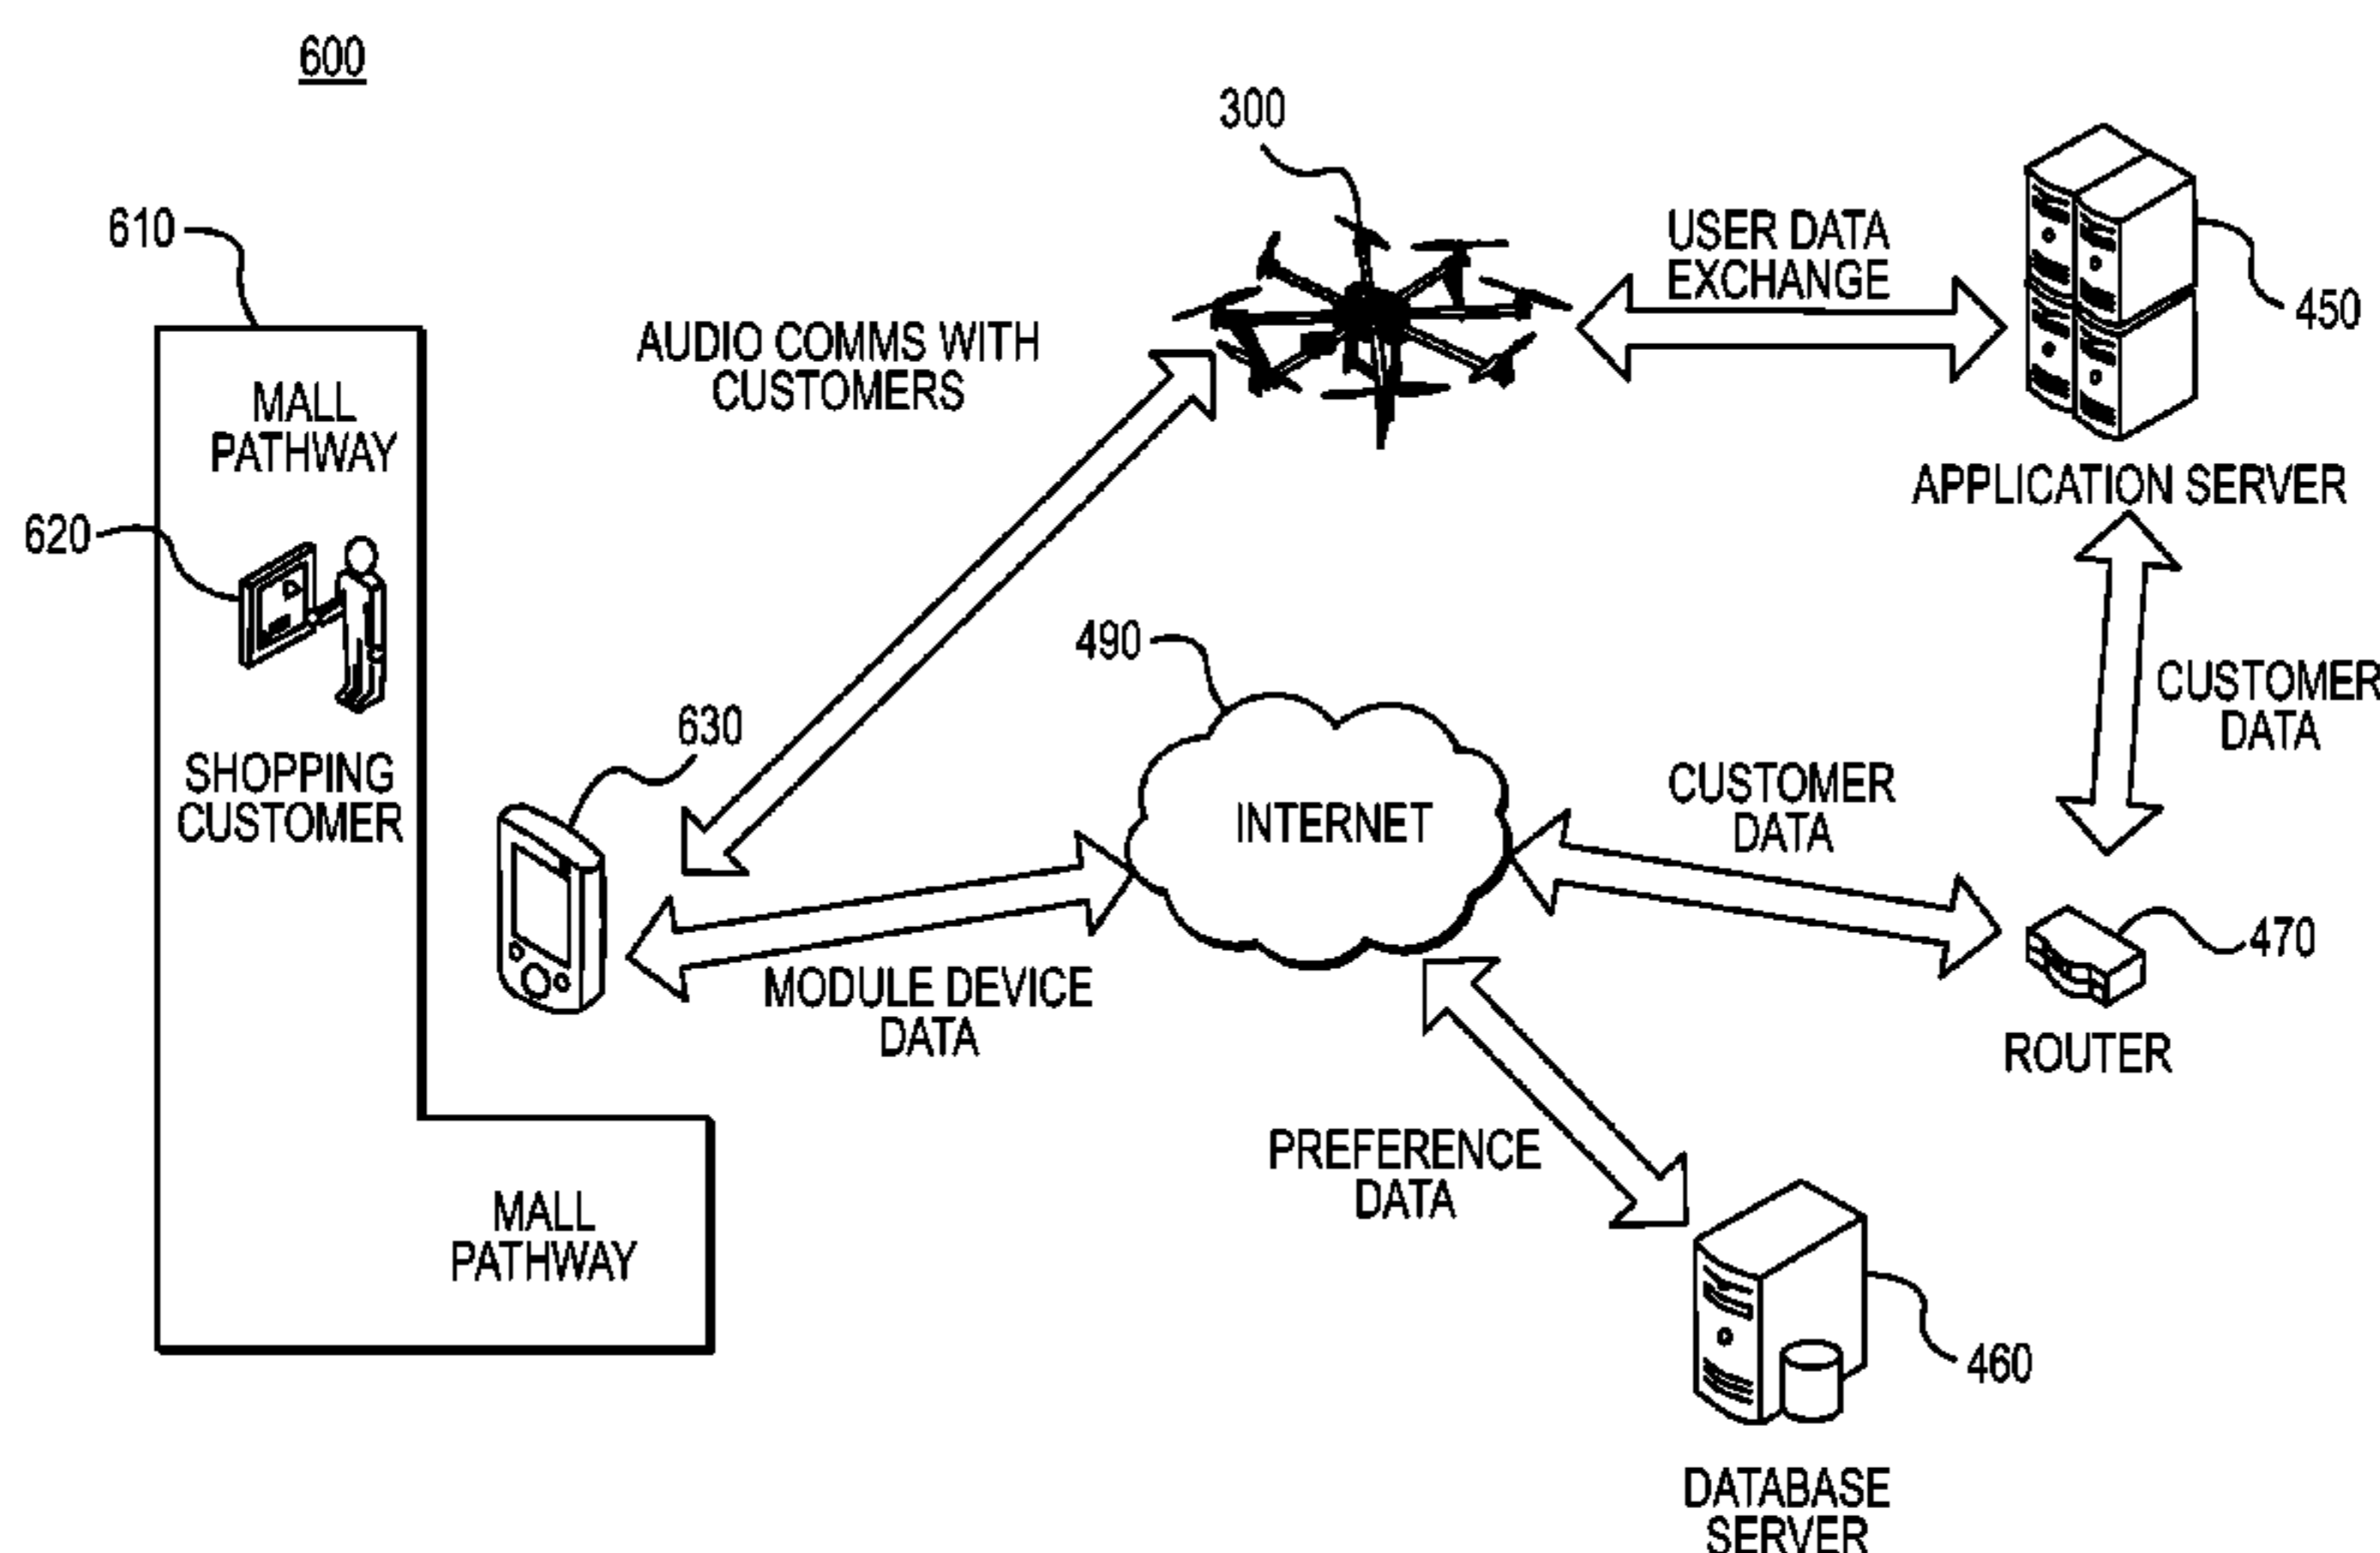 600
300
610
USER DATA
EXCHANGE
450
AUDIO COMMS WITH
CUSTOMERS
MALL
PATHWAY
APPLICATION SERVER
620
490
CUSTOMER
DATA
630
SHOPPING
CUSTOMER
INTERNET
CUSTOMER
DATA
470
MODULE DEVICE
DATA
ROUTER
PREFERENCE
DATA
MALL
PATHWAY
460
DATABASE
SERVER